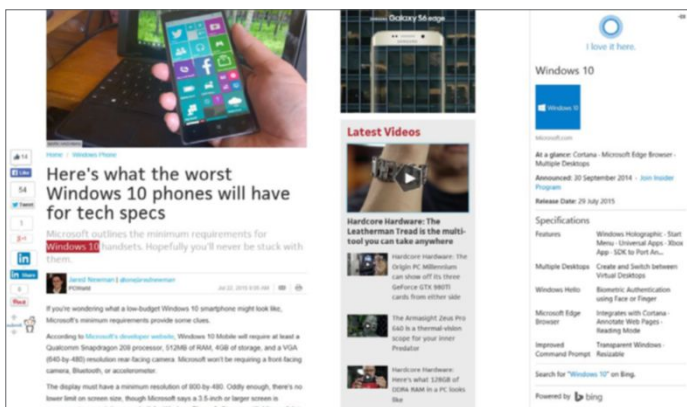 Galaxy S6 edge
Home / Windows Phone
Here's what the worst
Windows 10 phones will have
for tech specs
Microsoft outlines the minimum requirements for
Windows 10 handsets. Hopefully you'll never be stuck with
them.
14
Like
54
Tweet
1
g+1
in
in Share
0
Pin it
submit
Jared Newman | @onejarednewman
PCWorld
Jul 22, 2015 9:05 AM
If you're wondering what a low-budget Windows 10 smartphone might look like,
Microsoft's minimum requirements provide some clues.
According to Microsoft's developer website, Windows 10 Mobile will require at least a
Qualcomm Snapdragon 208 processor, 512MB of RAM, 4GB of storage, and a VGA
(640-by-480) resolution rear-facing camera. Microsoft won't be requiring a front-facing
camera, Bluetooth, or accelerometer.
The display must have a minimum resolution of 800-by-480. Oddly enough, there's no
lower limit on screen size, though Microsoft says a 3.5 inch or larger screen is
Latest Videos
Hardcore Hardware: The
Leatherman Tread is the multi-
tool you can take anywhere
Hardcore Hardware: The
Origin PC Millennium
can show off its three
GeForce GTX 980Ti
cards from either side
The Armasight Zeus Pro
640 is a thermal vision
scope for your inner
Predator
Hardcore Hardware:
Here's what 128GB of
DDR4 RAM in a PC looks
like
I love it here.
Windows 10
Windows 10
Microsoft.com
At a glance: Cortana · Microsoft Edge Browser ·
Multiple Desktops
Announced: 30 September 2014 · Join Insider
Program
Release Date: 29 July 2015
Specifications
Features Windows Holographic · Start
Menu · Universal Apps · Xbox
App · SDK to Port An...
Multiple Desktops Create and Switch between
Virtual Desktops
Windows Hello Biometric Authentication
using Face or Finger
Microsoft Edge Integrates with Cortana ·
Browser Annotate Web Pages ·
Reading Mode
Improved Transparent Windows ·
Command Prompt Resizable
Search for "Windows 10" on Bing.
Powered by bing